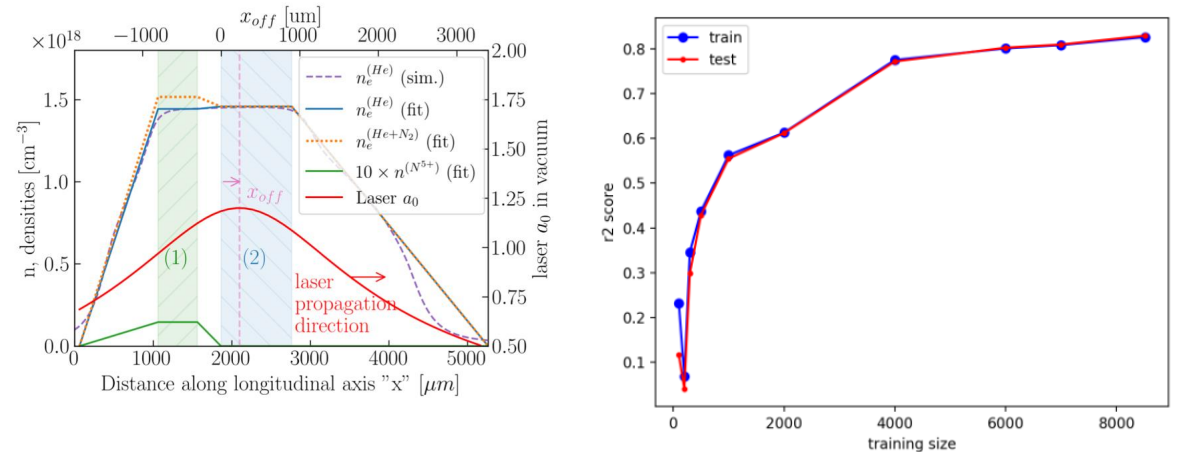 x_off [um]
×10^18
−1000 0 1000 2000 3000
2.00
1.75
1.50
1.25
1.00
0.75
0.50
laser a_0 in vacuum
1.5
1.0
0.5
0.0
n, densities [cm^−3]
n_e^(He) (sim.)
n_e^(He) (fit)
n_e^(He+N_2) (fit)
10 × n^(N^5+) (fit)
Laser a_0
x_off
(1)
(2)
laser
propagation
direction
0 1000 2000 3000 4000 5000
Distance along longitudinal axis "x" [μm]
train
test
0.8
0.7
0.6
0.5
0.4
0.3
0.2
0.1
r2 score
0 2000 4000 6000 8000
training size